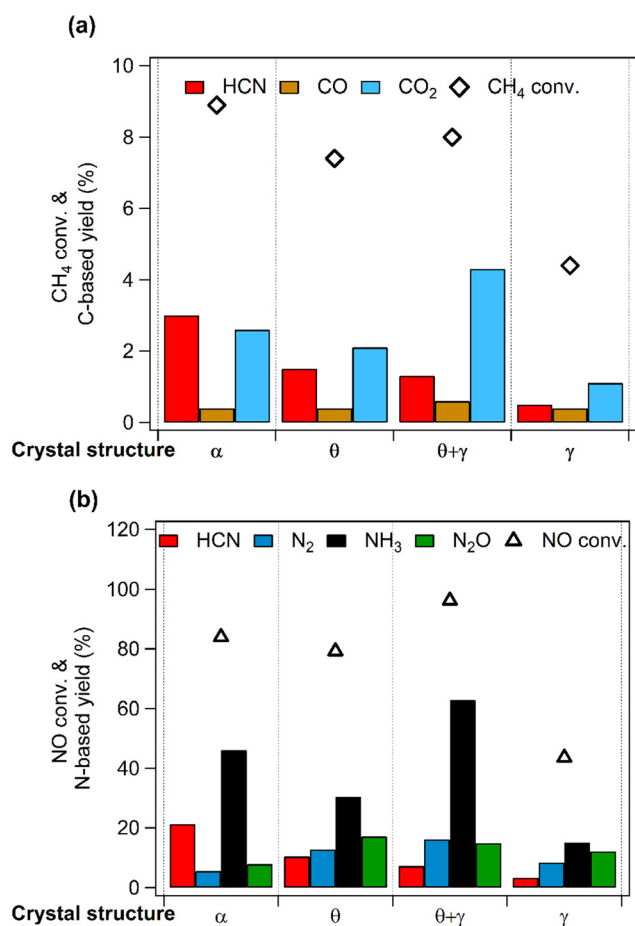 (a)
10
8
6
4
2
0
CH₄ conv. &
C-based yield (%)
HCN CO CO₂ CH₄ conv.
Crystal structure α θ θ+γ γ
(b)
120
100
80
60
40
20
0
NO conv. &
N-based yield (%)
HCN N₂ NH₃ N₂O NO conv.
Crystal structure α θ θ+γ γ